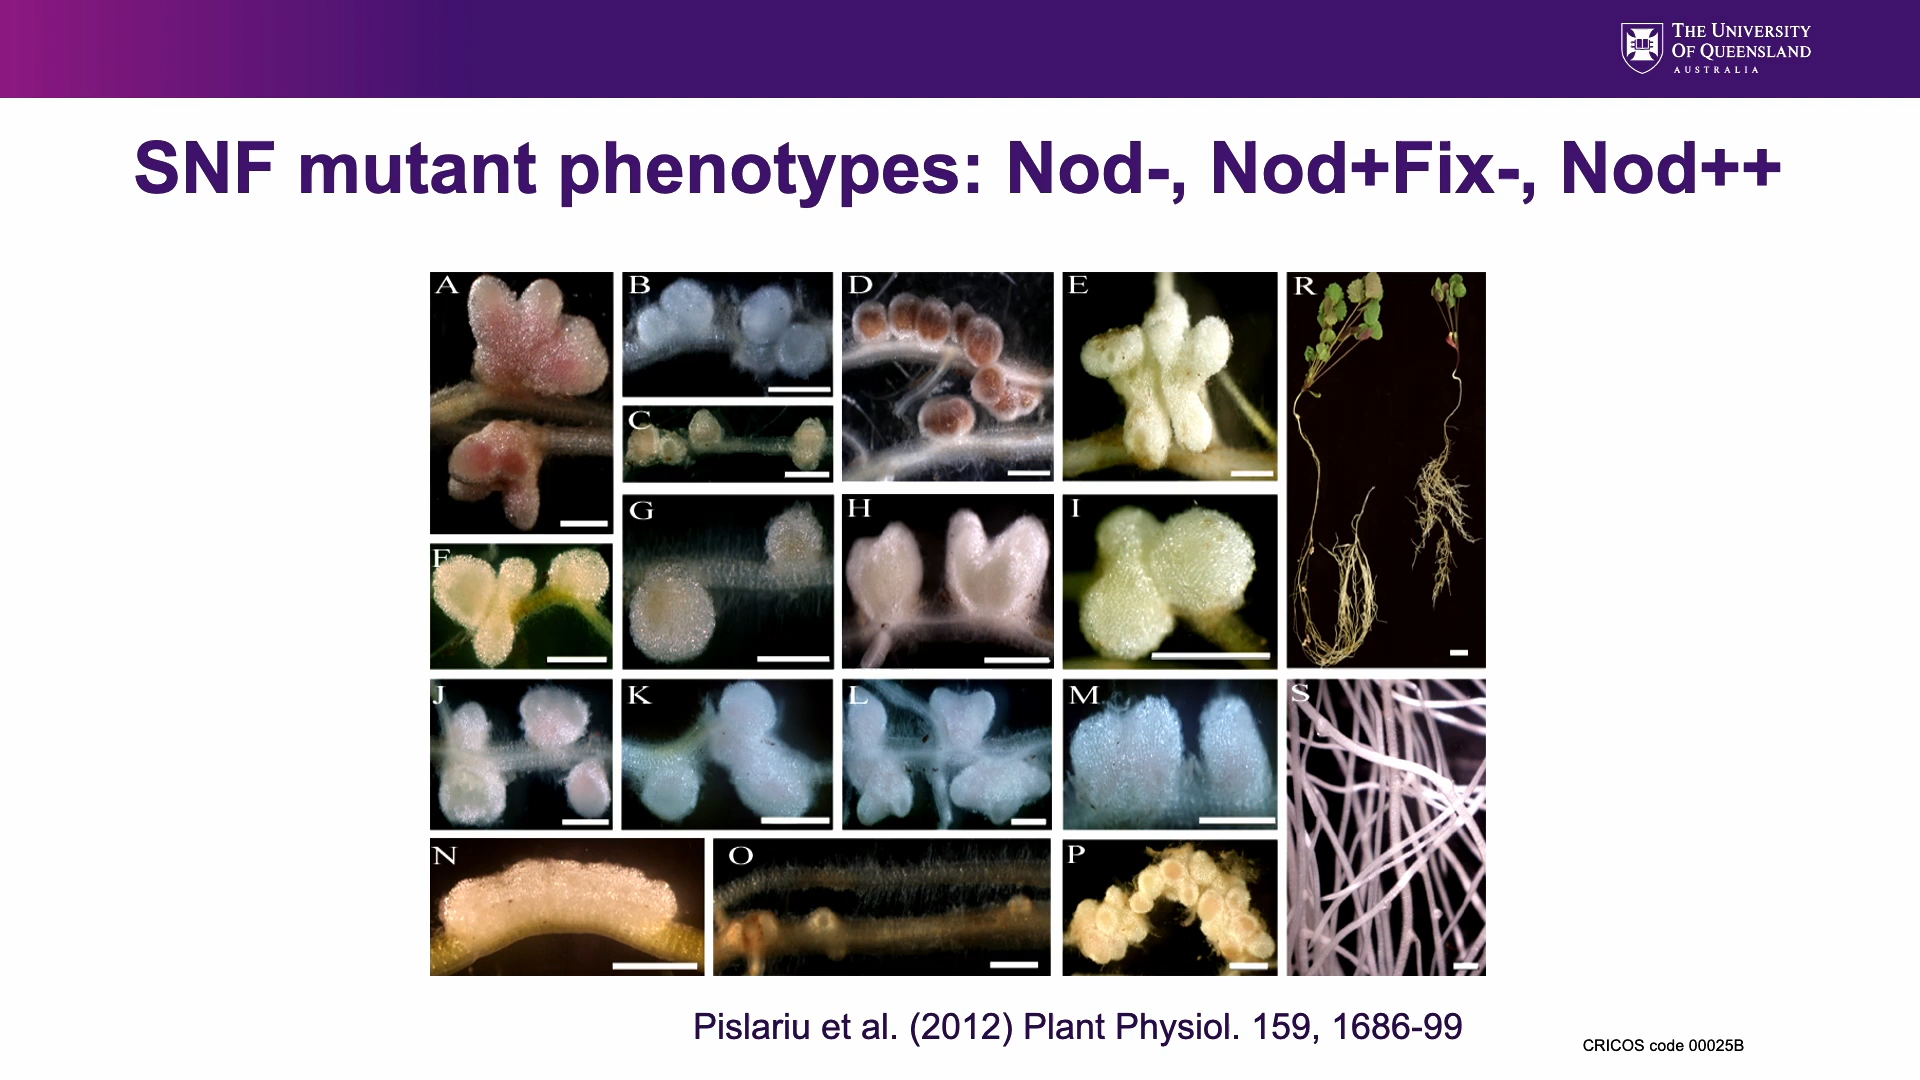 THE UNIVERSITY
OF QUEENSLAND
AUSTRALIA
SNF mutant phenotypes: Nod-, Nod+Fix-, Nod++
A
B
C
D
E
R
F
G
H
I
J
K
L
M
S
N
O
P
Pislariu et al. (2012) Plant Physiol. 159, 1686-99
CRICOS code 00025B